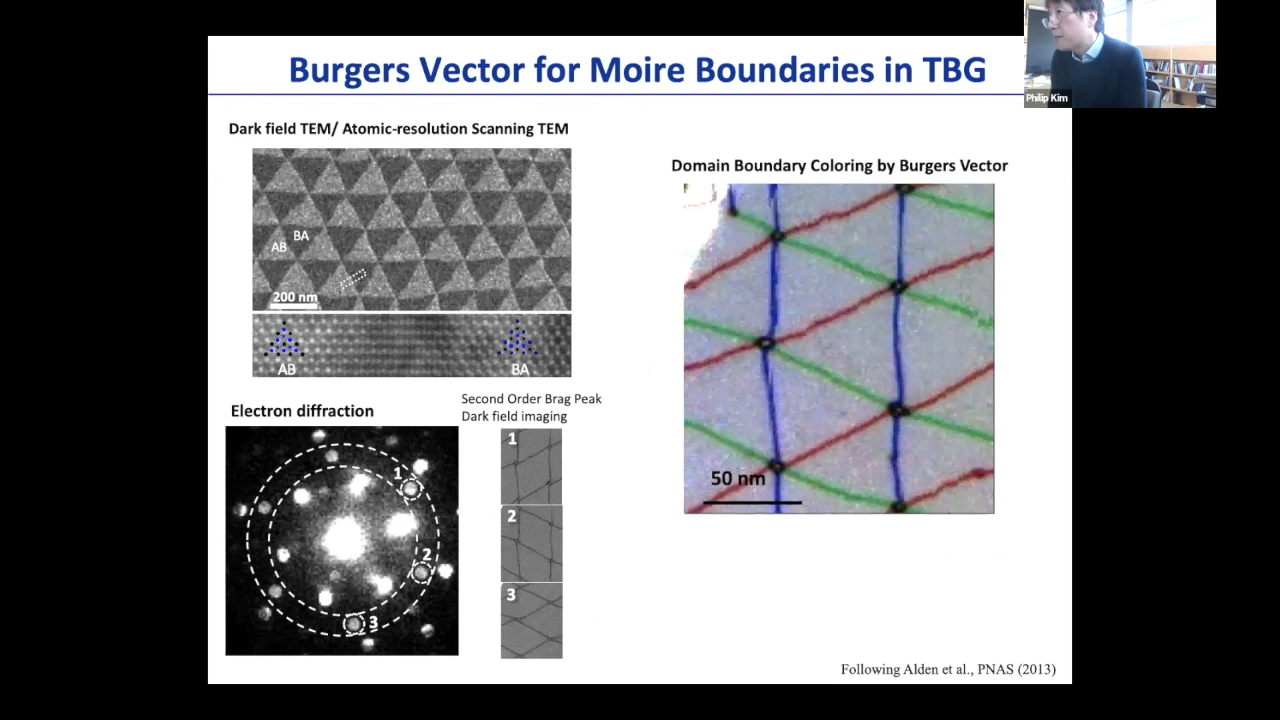 Burgers Vector for Moire Boundaries in TBG
Philip Kim
Dark field TEM/ Atomic-resolution Scanning TEM
AB
BA
200 nm
AB
BA
Domain Boundary Coloring by Burgers Vector
50 nm
Electron diffraction
1
2
3
Second Order Brag Peak
Dark field imaging
1
2
3
Following Alden et al., PNAS (2013)